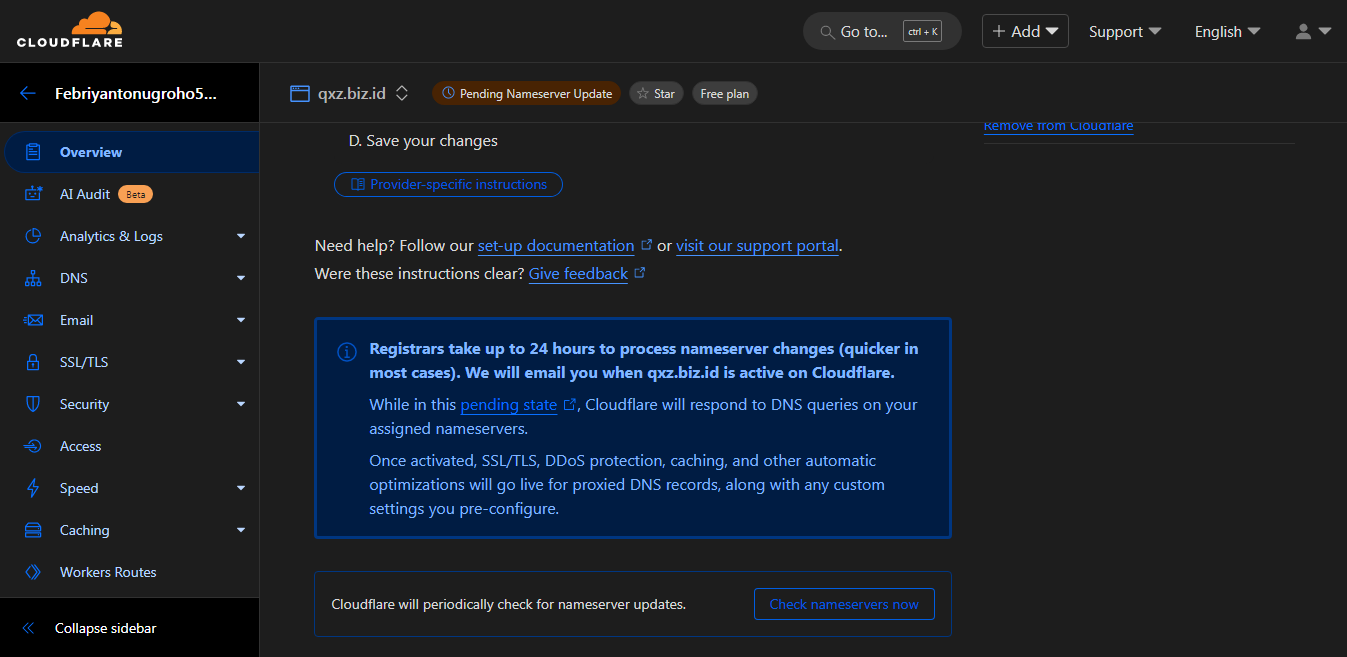 CLOUDFLARE
Go to... ctrl + K
Add
Support
English
Febriyantonugroho5...
qxz.biz.id
Pending Nameserver Update
Star
Free plan
Overview
AI Audit Beta
Analytics & Logs
DNS
Email
SSL/TLS
Security
Access
Speed
Caching
Workers Routes
Collapse sidebar
D. Save your changes
Provider-specific instructions
Need help? Follow our set-up documentation or visit our support portal.
Were these instructions clear? Give feedback
Registrars take up to 24 hours to process nameserver changes (quicker in
most cases). We will email you when qxz.biz.id is active on Cloudflare.
While in this pending state, Cloudflare will respond to DNS queries on your
assigned nameservers.
Once activated, SSL/TLS, DDoS protection, caching, and other automatic
optimizations will go live for proxied DNS records, along with any custom
settings you pre-configure.
Cloudflare will periodically check for nameserver updates.
Check nameservers now
Remove from Cloudflare